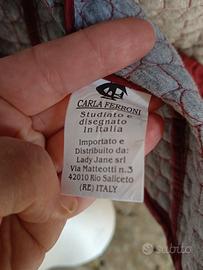 CARLA FERRONI
Studiato e
disegnato
in Italia
Importato e
Distribuito da:
Lady Jane srl
Via Matteotti n.3
42010 Rio Saliceto
(RE) ITALY
subito